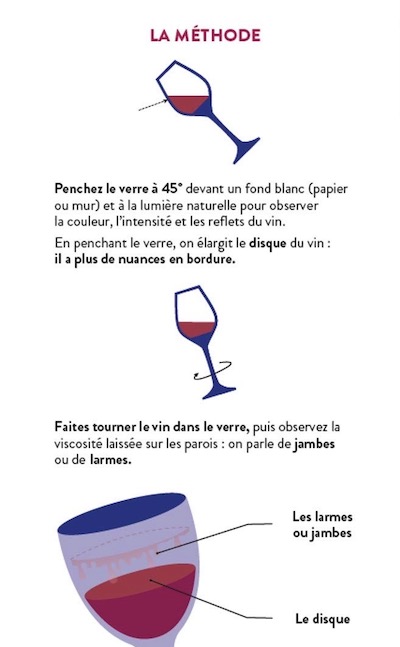 LA MÉTHODE
Penchez le verre à 45° devant un fond blanc (papier
ou mur) et à la lumière naturelle pour observer
la couleur, l'intensité et les reflets du vin.
En penchant le verre, on élargit le disque du vin :
il a plus de nuances en bordure.
Faites tourner le vin dans le verre, puis observez la
viscosité laissée sur les parois : on parle de jambes
ou de larmes.
Les larmes
ou jambes
Le disque